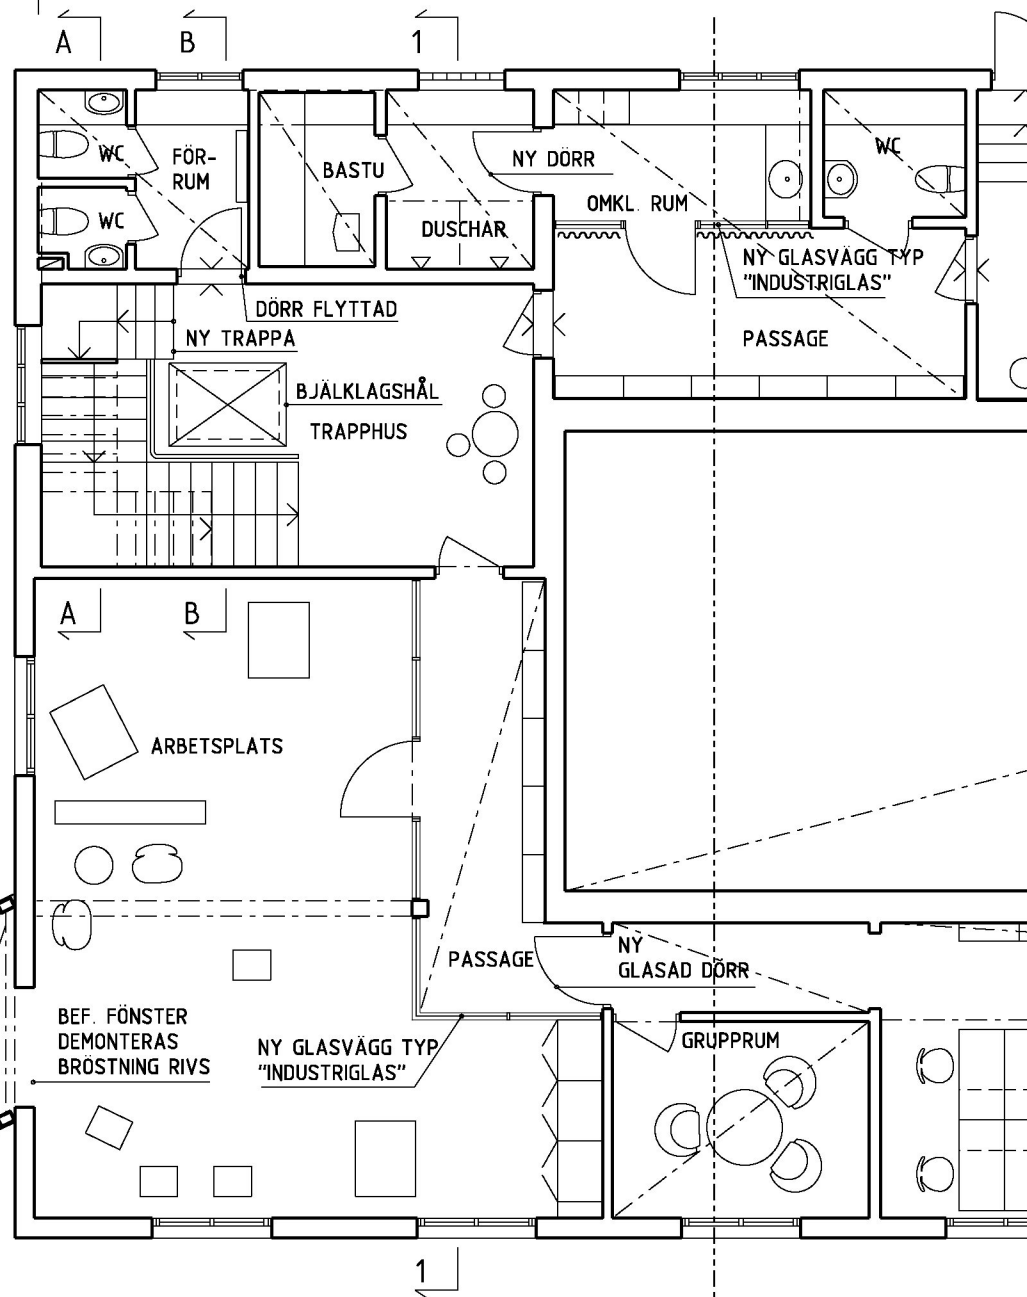 A
B
1
WC
FÖR-
RUM
BASTU
NY DÖRR
WC
WC
OMKL. RUM
DUSCHAR
NY GLASVÄGG TYP
"INDUSTRIGLAS"
DÖRR FLYTTAD
NY TRAPPA
PASSAGE
BJÄLKLAGSHÅL
TRAPPHUS
A
B
ARBETSPLATS
PASSAGE
NY
GLASAD DÖRR
BEF. FÖNSTER
DEMONTERAS
BRÖSTNING RIVS
NY GLASVÄGG TYP
"INDUSTRIGLAS"
GRUPPRUM
1